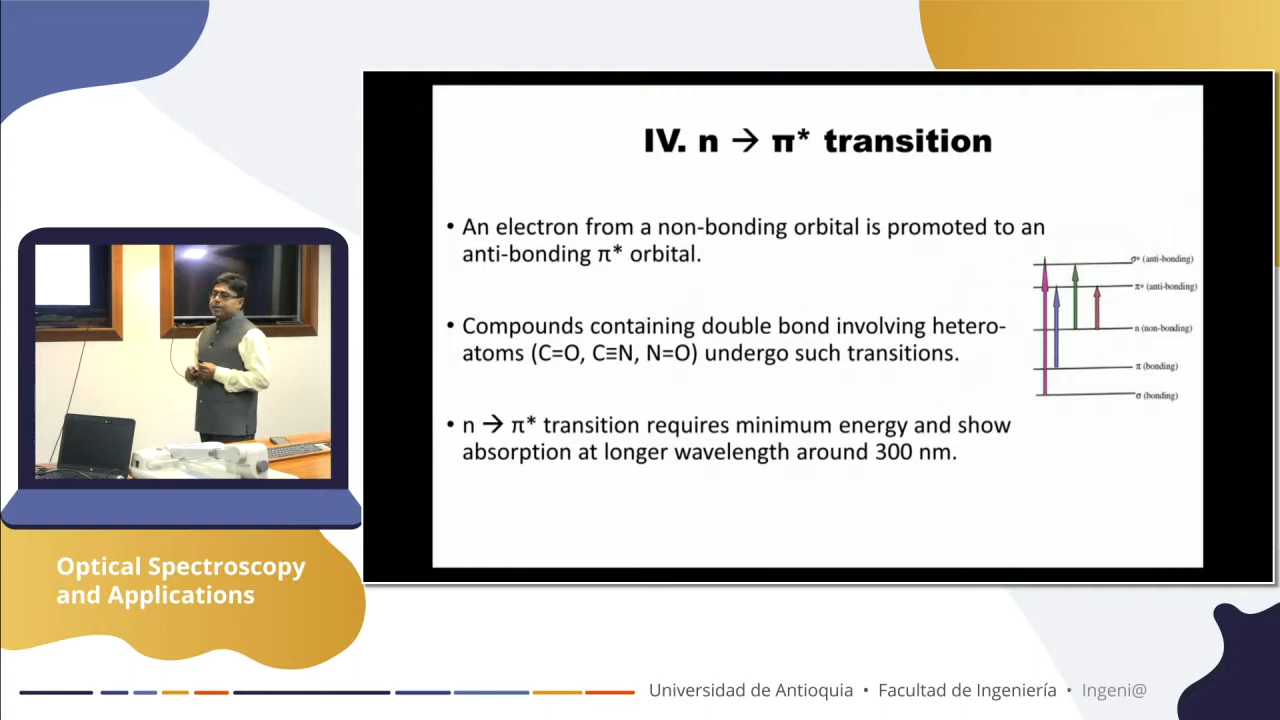 IV. n → π* transition
• An electron from a non-bonding orbital is promoted to an
anti-bonding π* orbital.
• Compounds containing double bond involving hetero-
atoms (C=O, C≡N, N=O) undergo such transitions.
• n → π* transition requires minimum energy and show
absorption at longer wavelength around 300 nm.
σ* (anti-bonding)
π* (anti-bonding)
n (non-bonding)
π (bonding)
σ (bonding)
Optical Spectroscopy
and Applications
Universidad de Antioquia • Facultad de Ingeniería • Ingeni@